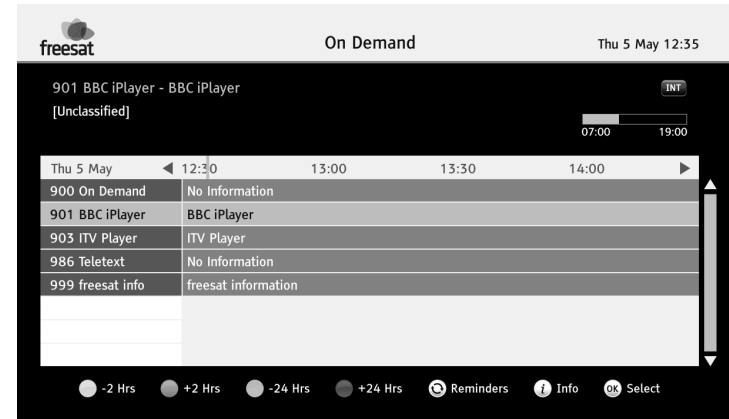 freesat
On Demand
Thu 5 May 12:35
901 BBC iPlayer - BBC iPlayer
INT
[Unclassified]
07:00 19:00
Thu 5 May 12:30 13:00 13:30 14:00
900 On Demand No Information
901 BBC iPlayer BBC iPlayer
903 ITV Player ITV Player
986 Teletext No Information
999 freesat info freesat information
-2 Hrs +2 Hrs -24 Hrs +24 Hrs Reminders i Info OK Select